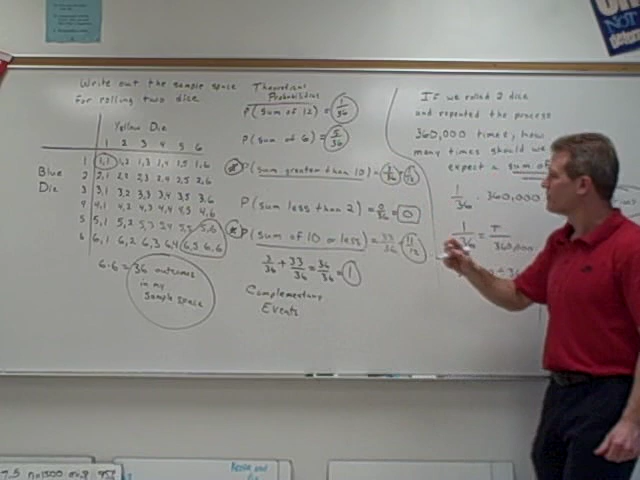 Write out the sample space
for rolling two dice.
Yellow Die
1 2 3 4 5 6
Blue
Die
1 1,1 1,2 1,3 1,4 1,5 1,6
2 2,1 2,2 2,3 2,4 2,5 2,6
3 3,1 3,2 3,3 3,4 3,5 3,6
4 4,1 4,2 4,3 4,4 4,5 4,6
5 5,1 5,2 5,3 5,4 5,5 5,6
6 6,1 6,2 6,3 6,4 6,5 6,6
6·6 = 36 outcomes
in my
Sample space
Theoretical
Probabilities
P(sum of 12) = 1/36
P(sum of 6) = 5/36
P(sum greater than 10) = 3/36 = 1/12
P(sum less than 2) = 0/36 = 0
P(sum of 10 or less) = 33/36 = 11/12
3/36 + 33/36 = 36/36 = 1
Complementary
Events
If we rolled 2 dice
and repeated the process
360,000 times, how
many times should we
expect a sum of
1/36 · 360,000
1/36 = r/360,000
NOT